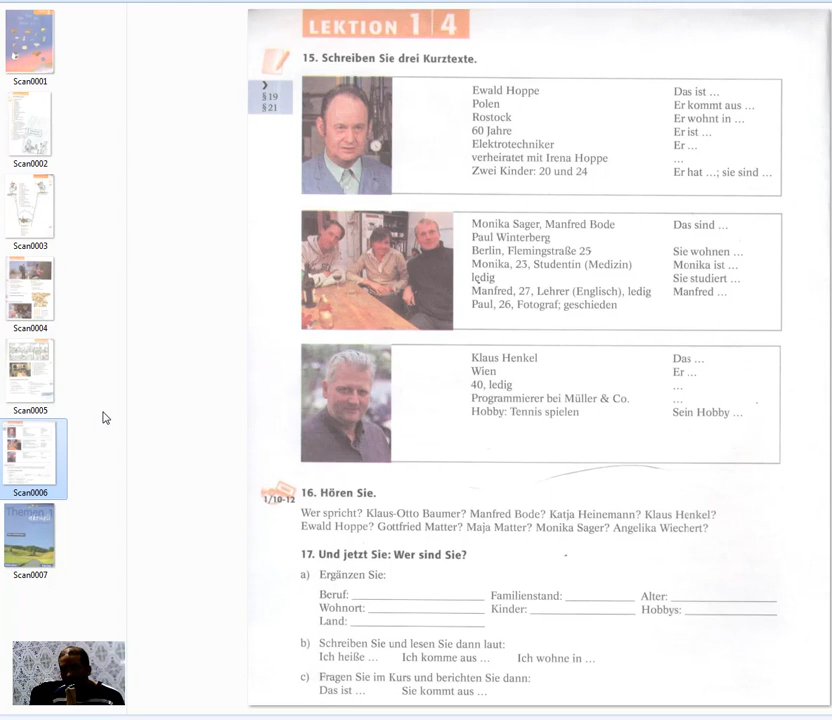 LEKTION 1 4
15. Schreiben Sie drei Kurztexte.
§ 19
§ 21
Ewald Hoppe Das ist ...
Polen Er kommt aus ...
Rostock Er wohnt in ...
60 Jahre Er ist ...
Elektrotechniker Er ...
verheiratet mit Irena Hoppe ...
Zwei Kinder: 20 und 24 Er hat ...; sie sind ...
Monika Sager, Manfred Bode Das sind ...
Paul Winterberg
Berlin, Flemingstraße 25 Sie wohnen ...
Monika, 23, Studentin (Medizin) Monika ist ...
ledig Sie studiert ...
Manfred, 27, Lehrer (Englisch), ledig Manfred ...
Paul, 26, Fotograf; geschieden
Klaus Henkel Das ...
Wien Er ...
40, ledig ...
Programmierer bei Müller & Co. ...
Hobby: Tennis spielen Sein Hobby ...
1/10-12
16. Hören Sie.
Wer spricht? Klaus-Otto Baumer? Manfred Bode? Katja Heinemann? Klaus Henkel?
Ewald Hoppe? Gottfried Matter? Maja Matter? Monika Sager? Angelika Wiechert?
17. Und jetzt Sie: Wer sind Sie?
a) Ergänzen Sie:
Beruf: Familienstand: Alter:
Wohnort: Kinder: Hobbys:
Land:
b) Schreiben Sie und lesen Sie dann laut:
Ich heiße ... Ich komme aus ... Ich wohne in ...
c) Fragen Sie im Kurs und berichten Sie dann:
Das ist ... Sie kommt aus ...
Scan0001
Scan0002
Scan0003
Scan0004
Scan0005
Scan0006
Themen
aktuell
Scan0007